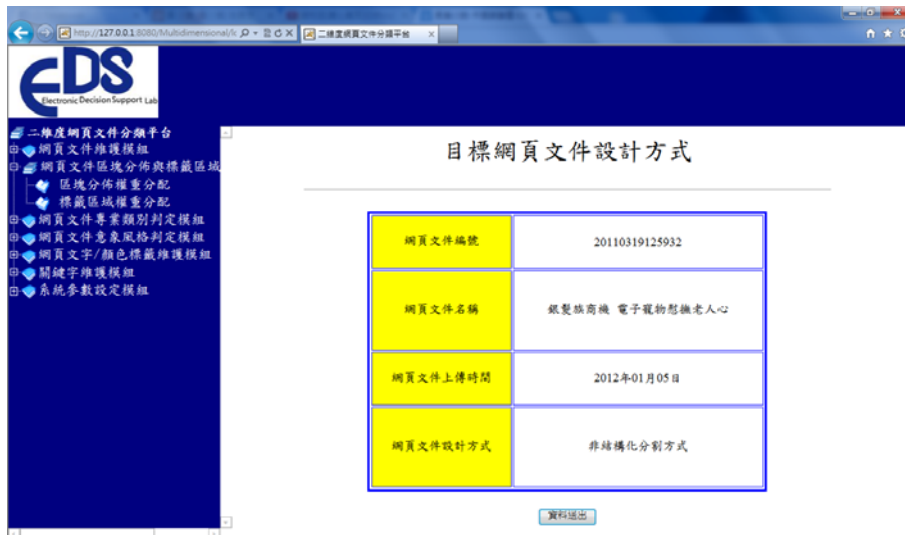 http://127.0.0.1:8080/Multidimensional/
二維度網頁文件分類平台
EDS
Electronic Decision Support Lab
二維度網頁文件分類平台
網頁文件維護模組
網頁文件區塊分佈與標籤區域
區塊分佈權重分配
標籤區域權重分配
網頁文件專業類別判定模組
網頁文件意象風格判定模組
網頁文字/顏色標籤維護模組
關鍵字維護模組
系統參數設定模組
目標網頁文件設計方式
網頁文件編號 20110319125932
網頁文件名稱 銀髮族商機 電子寵物慰撫老人心
網頁文件上傳時間 2012年01月05日
網頁文件設計方式 非結構化分割方式
資料送出